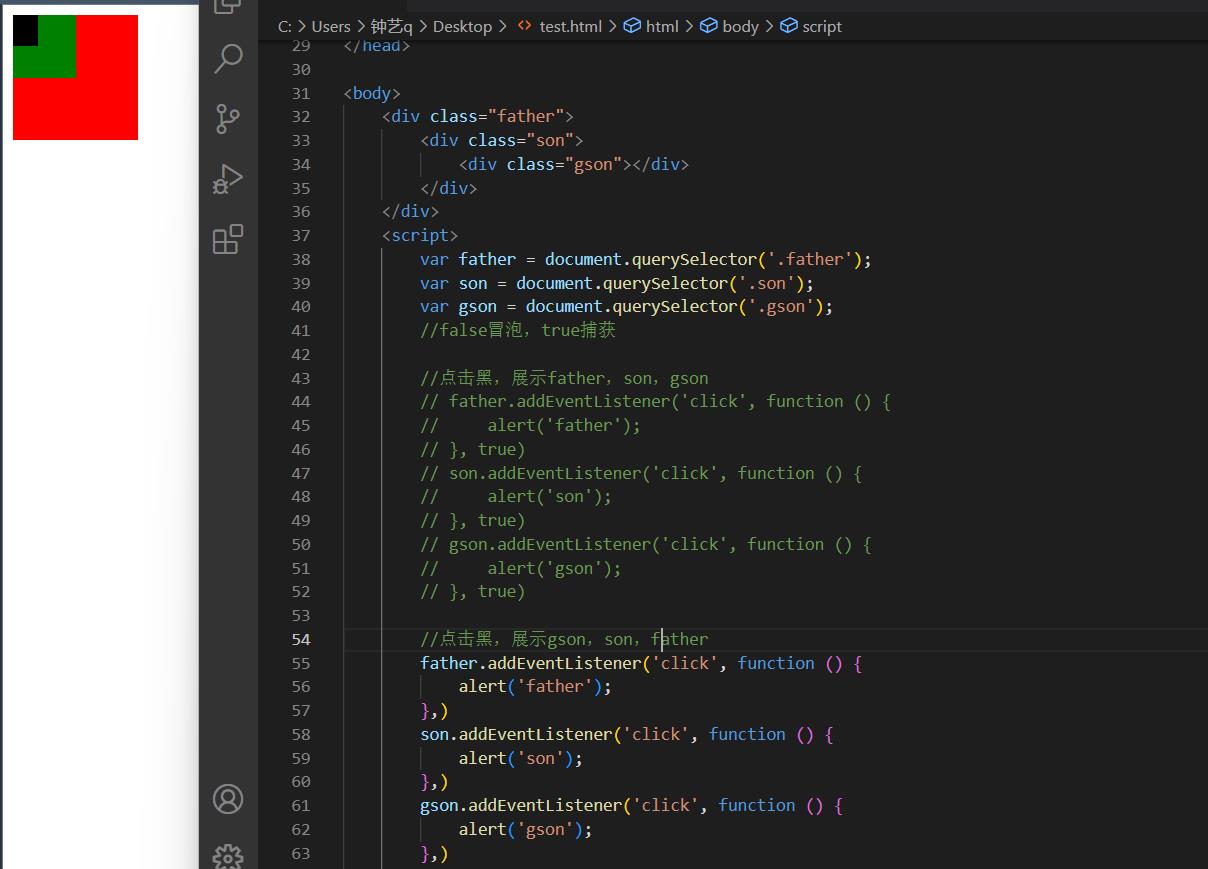 C: > Users > 钟艺q > Desktop > <> test.html > html > body > script
29 </head>
30
31 <body>
32 <div class="father">
33 <div class="son">
34 <div class="gson"></div>
35 </div>
36 </div>
37 <script>
38 var father = document.querySelector('.father');
39 var son = document.querySelector('.son');
40 var gson = document.querySelector('.gson');
41 //false冒泡，true捕获
42
43 //点击黑，展示father，son，gson
44 // father.addEventListener('click', function () {
45 //     alert('father');
46 // }, true)
47 // son.addEventListener('click', function () {
48 //     alert('son');
49 // }, true)
50 // gson.addEventListener('click', function () {
51 //     alert('gson');
52 // }, true)
53
54 //点击黑，展示gson，son，father
55 father.addEventListener('click', function () {
56 alert('father');
57 },)
58 son.addEventListener('click', function () {
59 alert('son');
60 },)
61 gson.addEventListener('click', function () {
62 alert('gson');
63 },)